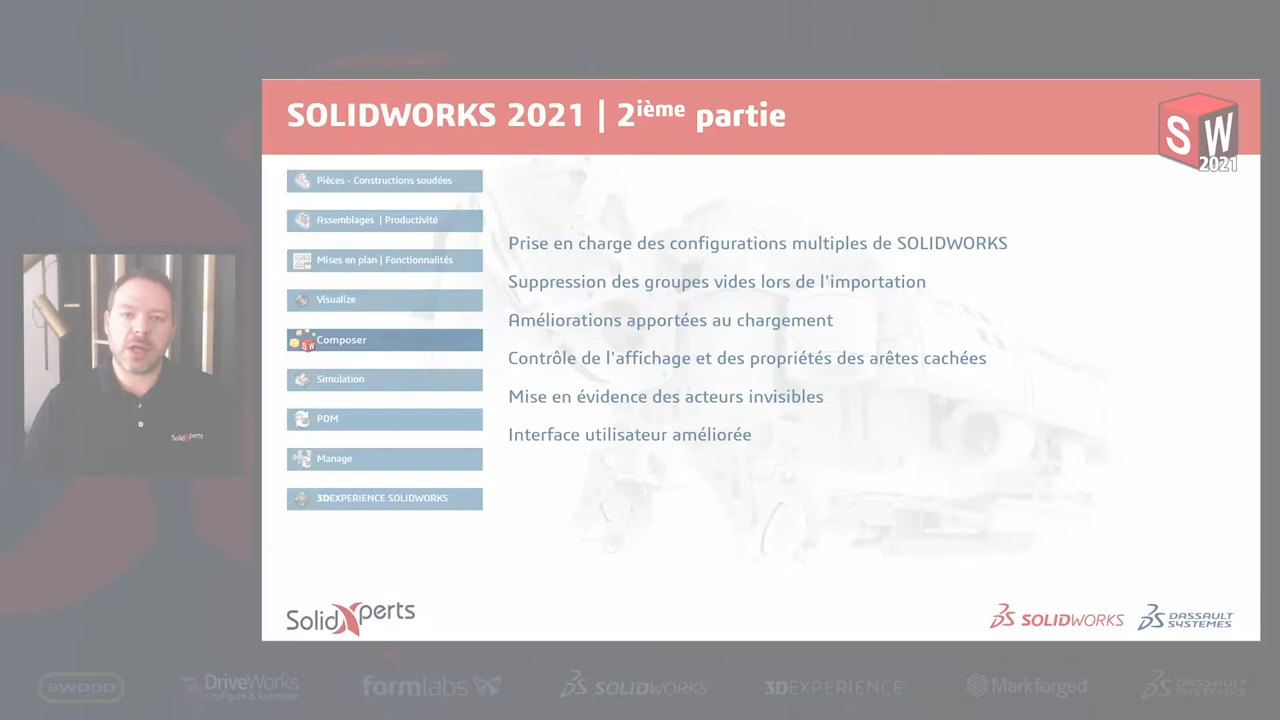 SOLIDWORKS 2021 | 2ième partie
SW
2021
Pièces - Constructions soudées
Assemblages | Productivité
Mises en plan | Fonctionnalités
Visualize
Composer
Simulation
PDM
Manage
3DEXPERIENCE SOLIDWORKS
Prise en charge des configurations multiples de SOLIDWORKS
Suppression des groupes vides lors de l'importation
Améliorations apportées au chargement
Contrôle de l'affichage et des propriétés des arêtes cachées
Mise en évidence des acteurs invisibles
Interface utilisateur améliorée
SolidXperts
SolidXperts
SOLIDWORKS
DASSAULT SYSTEMES
SWOOD
DriveWorks
Configure & Automate
formlabs
SOLIDWORKS
3DEXPERIENCE
Markforged
DASSAULT SYSTEMES